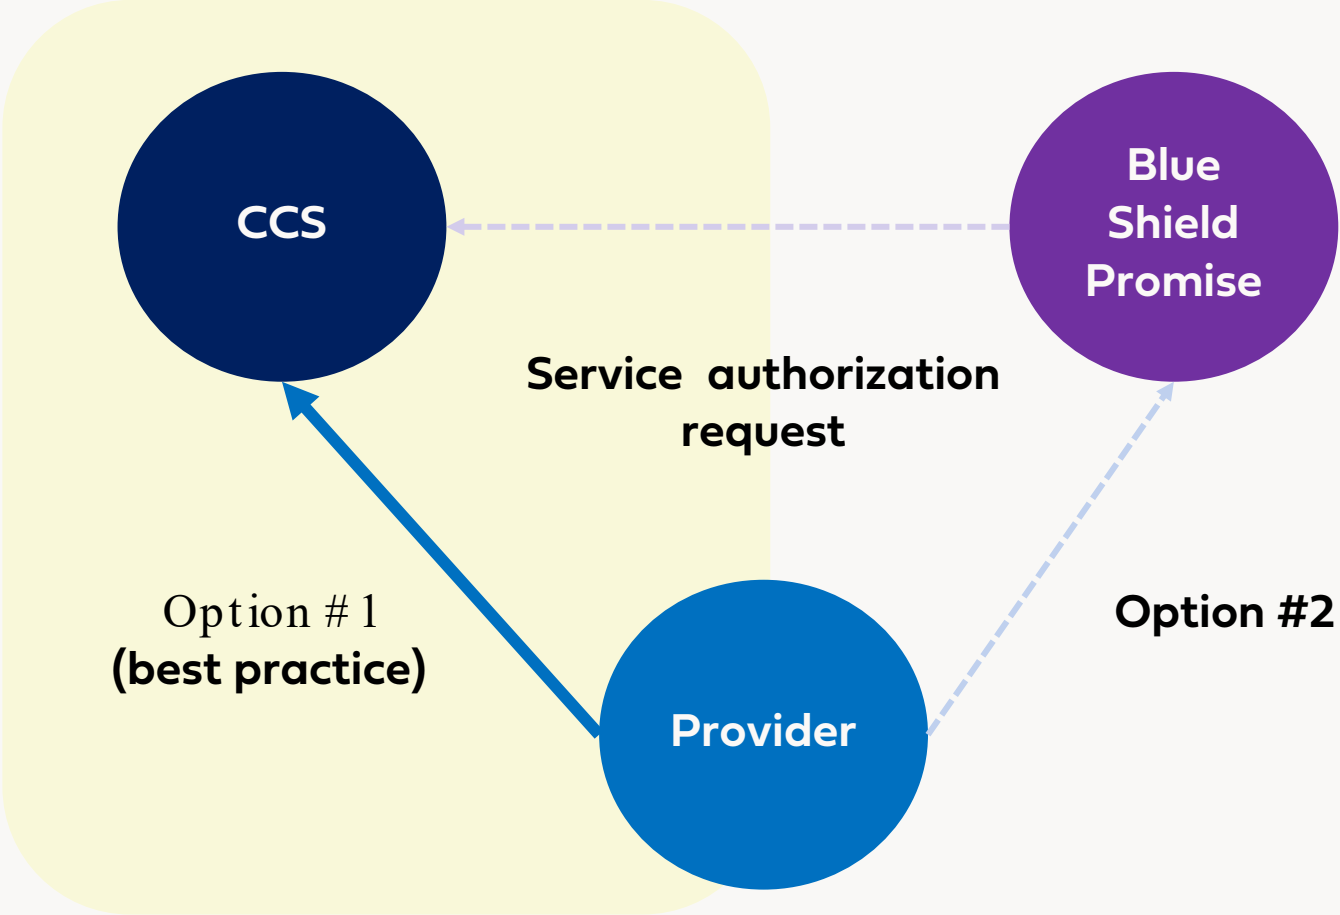 CCS
Blue
Shield
Promise
Service authorization
request
Option #1
(best practice)
Option #2
Provider